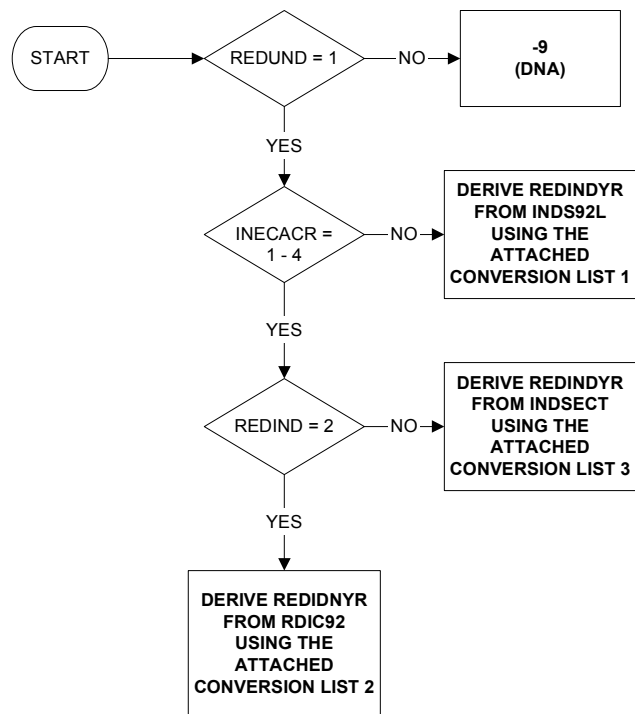 START
REDUND = 1
NO
-9
(DNA)
YES
INECACR =
1 - 4
NO
DERIVE REDINDYR
FROM INDS92L
USING THE
ATTACHED
CONVERSION LIST 1
YES
REDIND = 2
NO
DERIVE REDINDYR
FROM INDSECT
USING THE
ATTACHED
CONVERSION LIST 3
YES
DERIVE REDIDNYR
FROM RDIC92
USING THE
ATTACHED
CONVERSION LIST 2